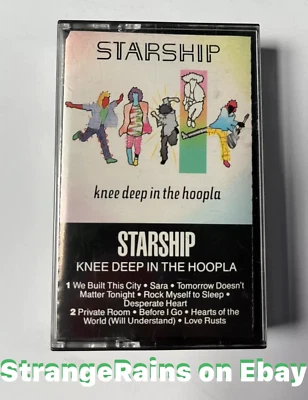 STARSHIP
knee deep in the hoopla
STARSHIP
KNEE DEEP IN THE HOOPLA
1 We Built This City • Sara • Tomorrow Doesn't
Matter Tonight • Rock Myself to Sleep •
Desperate Heart
2 Private Room • Before I Go • Hearts of the
World (Will Understand) • Love Rusts
StrangeRains on Ebay